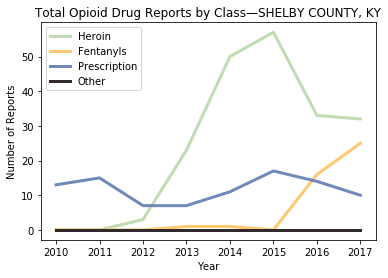 Total Opioid Drug Reports by Class—SHELBY COUNTY, KY
Heroin
Fentanyls
Prescription
Other
Number of Reports
50
40
30
20
10
0
2010 2011 2012 2013 2014 2015 2016 2017
Year